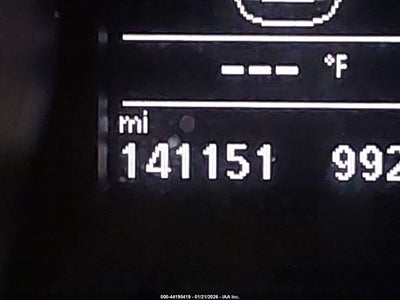 --- °F
mi
141151 992
000-44195419 - 01/21/2026 - IAA Inc.